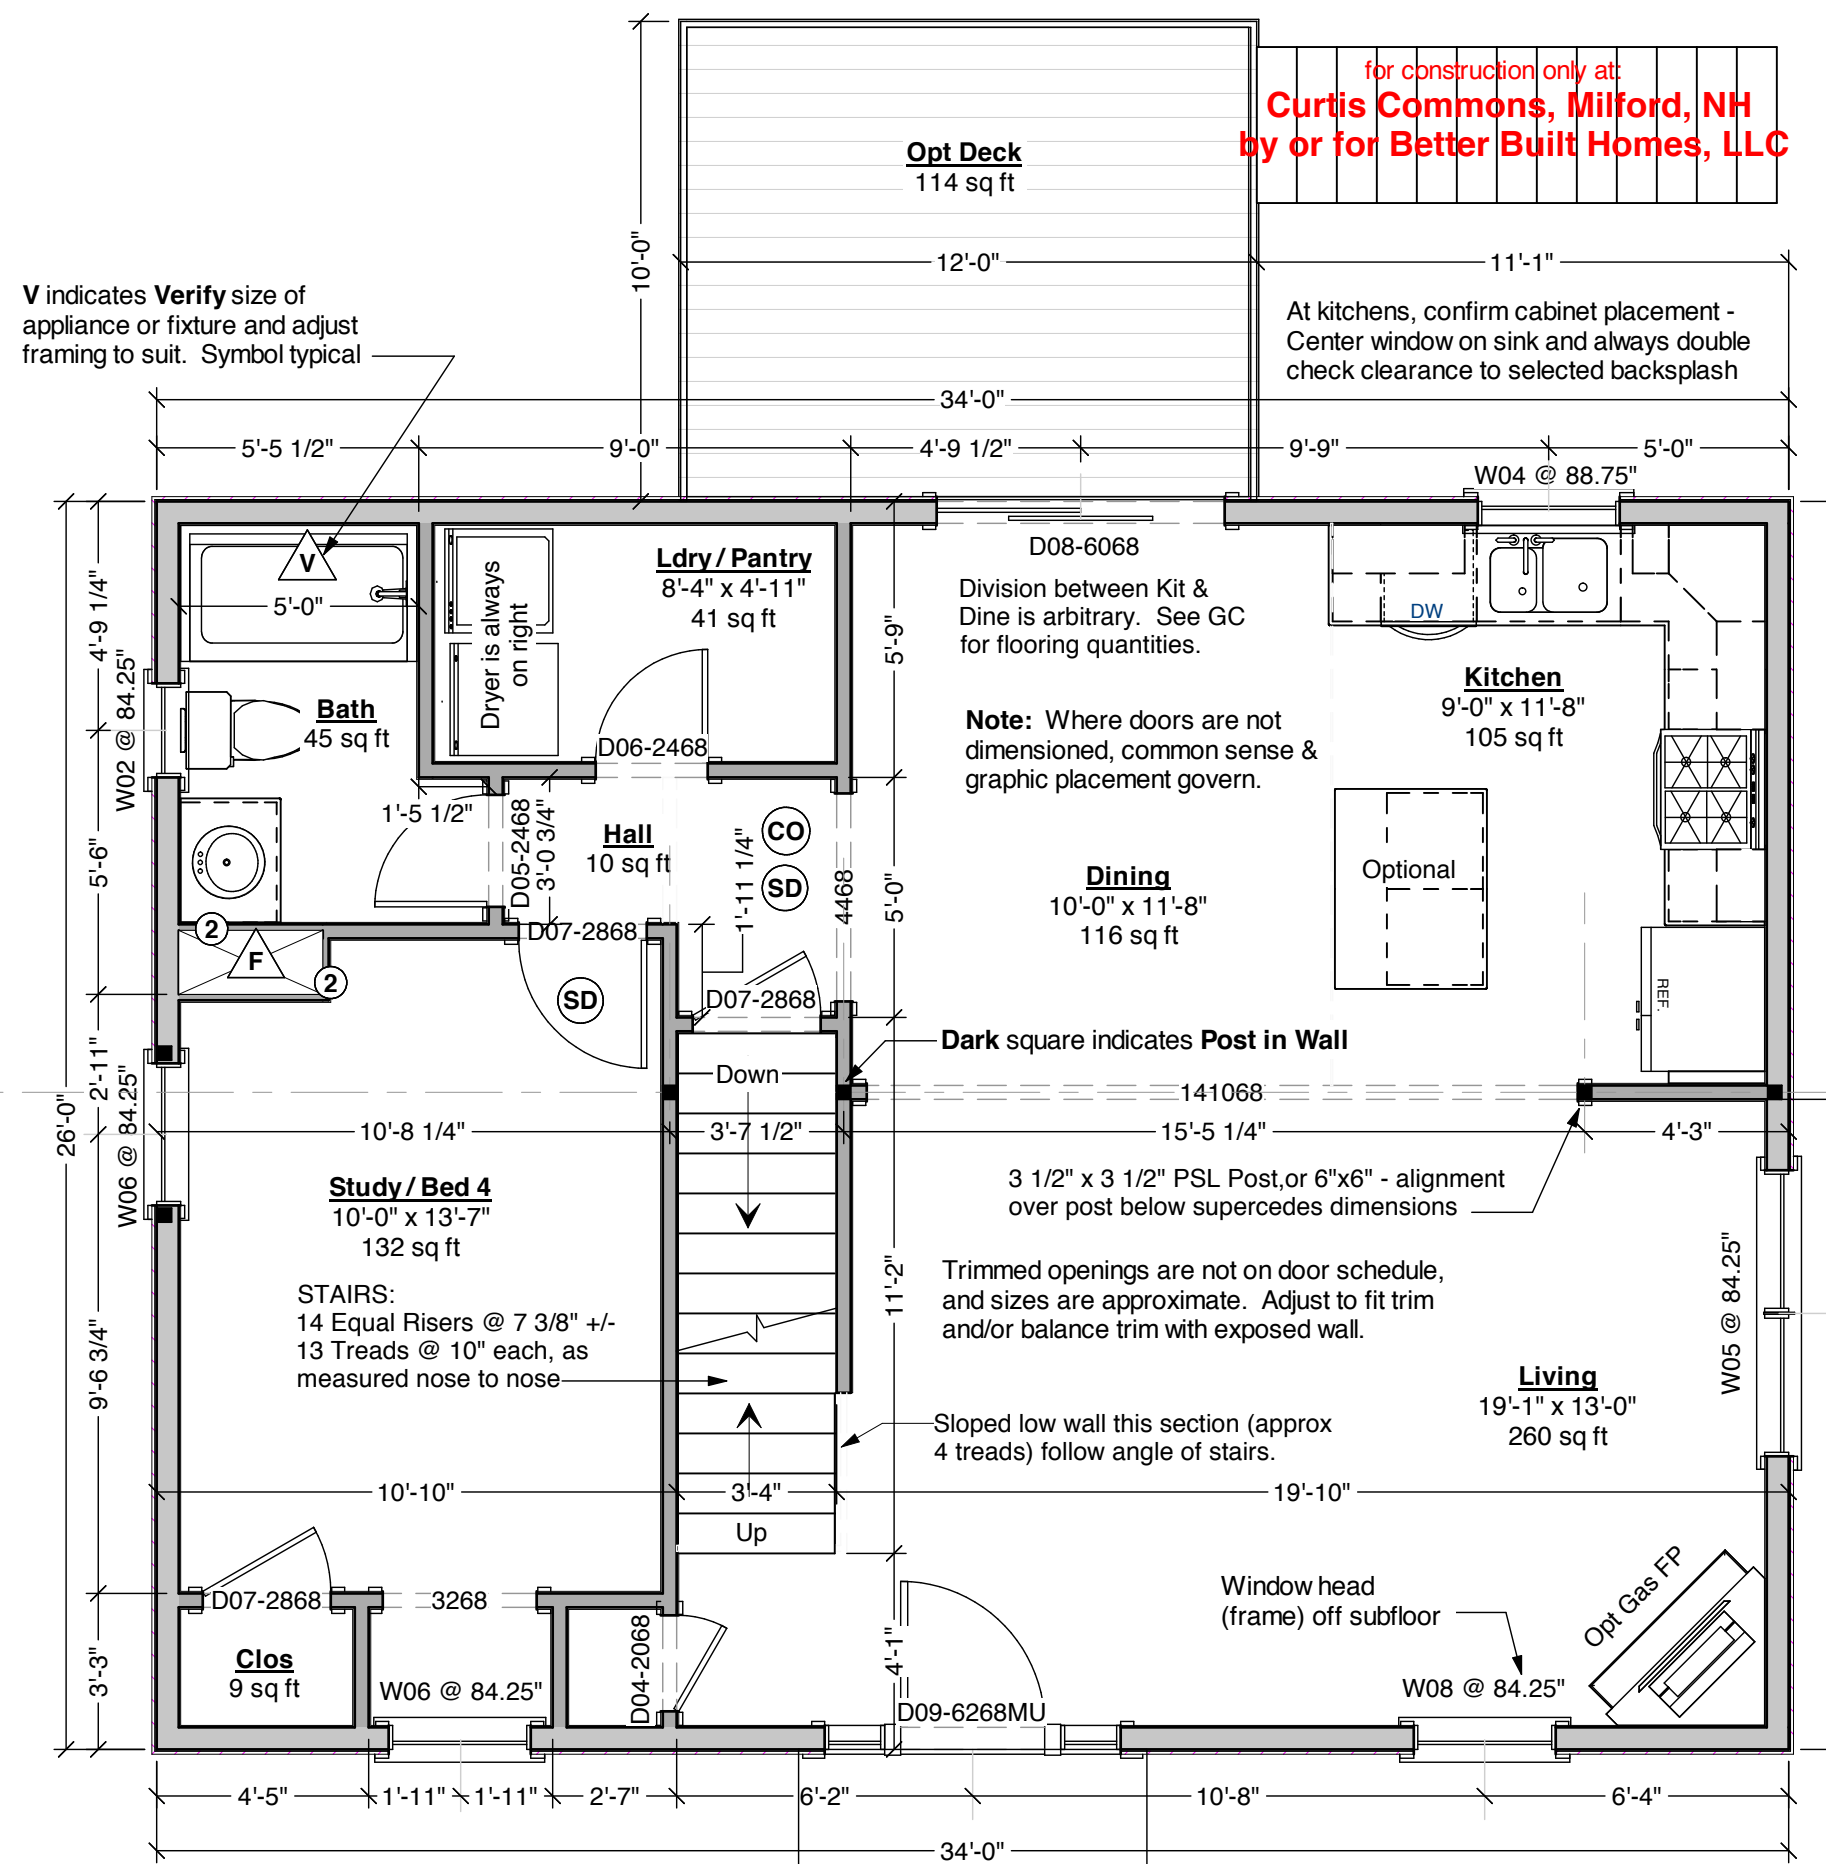 for construction only at:
Curtis Commons, Milford, NH
by or for Better Built Homes, LLC
Opt Deck
114 sq ft
10'-0"
12'-0"
11'-1"
V indicates Verify size of
appliance or fixture and adjust
framing to suit. Symbol typical
At kitchens, confirm cabinet placement -
Center window on sink and always double
check clearance to selected backsplash
34'-0"
5'-5 1/2"
9'-0"
4'-9 1/2"
9'-9"
5'-0"
W04 @ 88.75"
V
5'-0"
Ldry / Pantry
8'-4" x 4'-11"
41 sq ft
Dryer is always
on right
D08-6068
Division between Kit &
Dine is arbitrary. See GC
for flooring quantities.
DW
4'-9 1/4"
5'-9"
Kitchen
9'-0" x 11'-8"
105 sq ft
Bath
45 sq ft
W02 @ 84.25"
Note: Where doors are not
dimensioned, common sense &
graphic placement govern.
D06-2468
1'-5 1/2"
D05-2468
3'-0 3/4"
Hall
10 sq ft
1'-11 1/4"
CO
SD
4468
5'-0"
5'-6"
Dining
10'-0" x 11'-8"
116 sq ft
Optional
2
F
2
D07-2868
SD
D07-2868
REF.
Dark square indicates Post in Wall
Down
141068
2'-11"
26'-0"
W06 @ 84.25"
10'-8 1/4"
3'-7 1/2"
15'-5 1/4"
4'-3"
3 1/2" x 3 1/2" PSL Post,or 6"x6" - alignment
over post below supercedes dimensions
Study / Bed 4
10'-0" x 13'-7"
132 sq ft
STAIRS:
14 Equal Risers @ 7 3/8" +/-
13 Treads @ 10" each, as
measured nose to nose
11'-2"
Trimmed openings are not on door schedule,
and sizes are approximate. Adjust to fit trim
and/or balance trim with exposed wall.
W05 @ 84.25"
9'-6 3/4"
Living
19'-1" x 13'-0"
260 sq ft
Sloped low wall this section (approx
4 treads) follow angle of stairs.
10'-10"
3'-4"
19'-10"
Up
D07-2868
3268
Window head
(frame) off subfloor
Opt Gas FP
3'-3"
Clos
9 sq ft
W06 @ 84.25"
D04-2068
4'-1"
D09-6268MU
W08 @ 84.25"
4'-5"
1'-11"
1'-11"
2'-7"
6'-2"
10'-8"
6'-4"
34'-0"